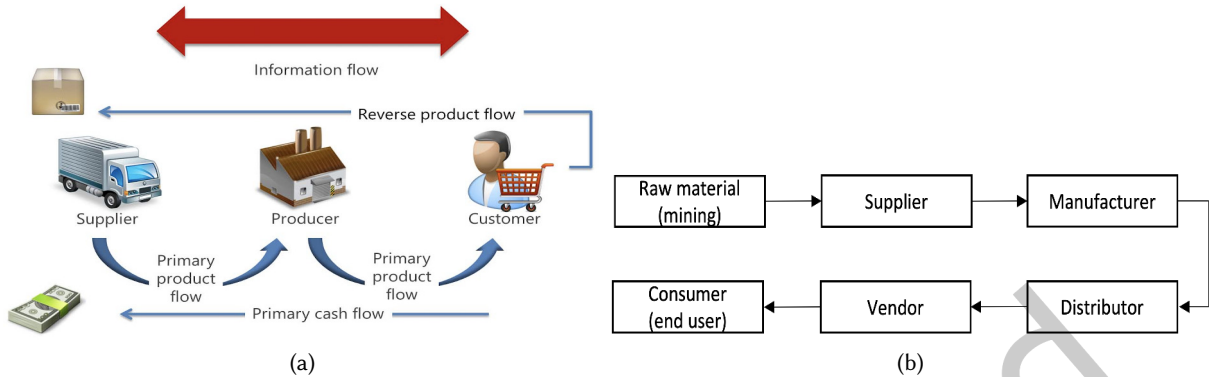 Information flow
Reverse product flow
Supplier
Producer
Customer
Primary
product
flow
Primary
product
flow
Primary cash flow
(a)
Raw material
(mining)
Supplier
Manufacturer
Consumer
(end user)
Vendor
Distributor
(b)